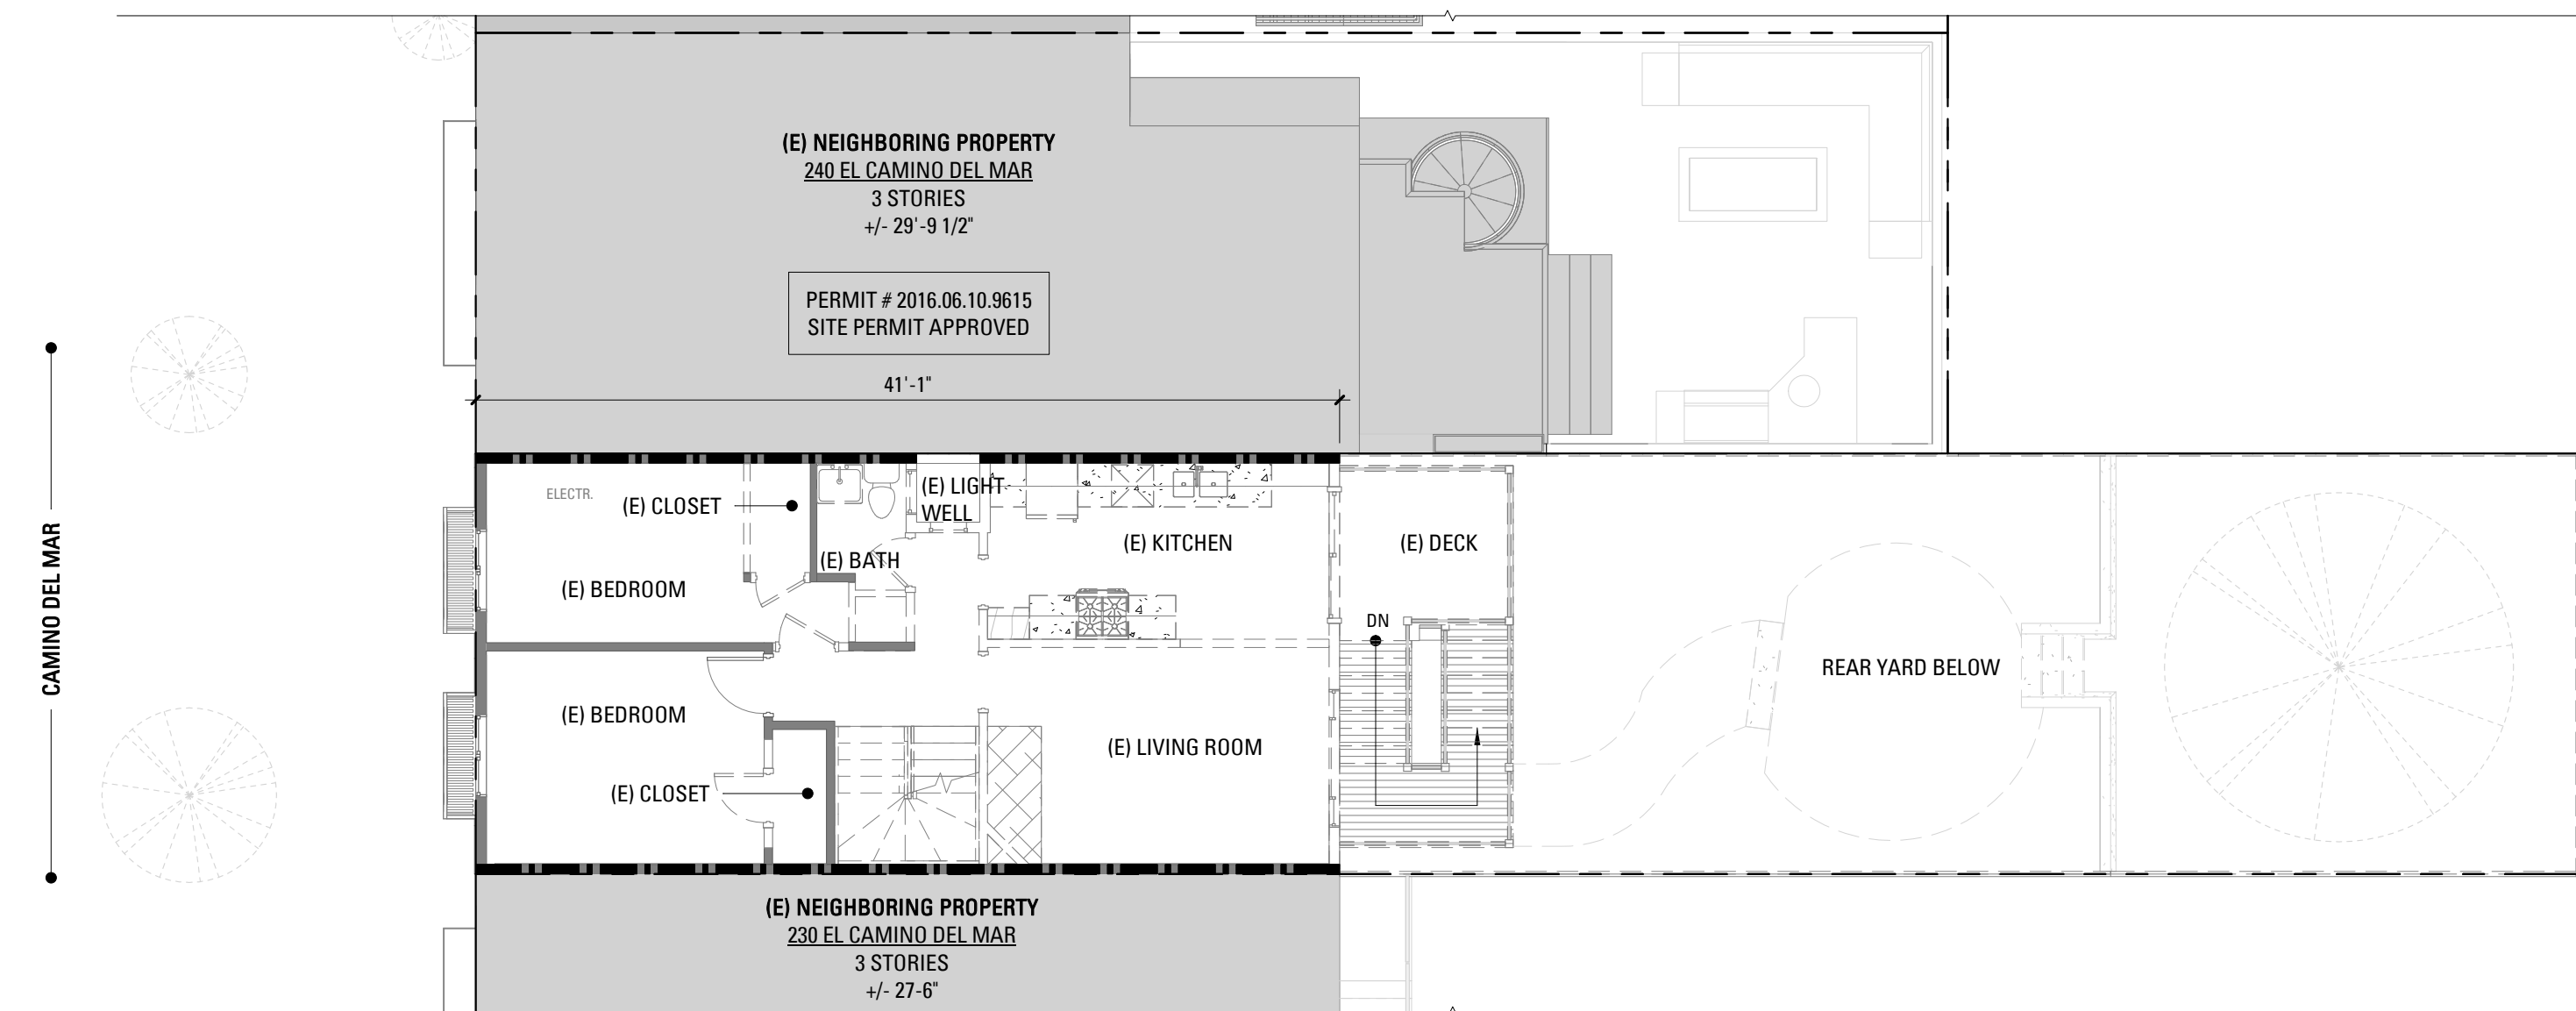 (E) NEIGHBORING PROPERTY
240 EL CAMINO DEL MAR
3 STORIES
+/- 29'-9 1/2"
PERMIT # 2016.06.10.9615
SITE PERMIT APPROVED
41'-1"
CAMINO DEL MAR
ELECTR.
(E) CLOSET
(E) LIGHT
WELL
(E) BATH
(E) KITCHEN
(E) DECK
(E) BEDROOM
DN
REAR YARD BELOW
(E) BEDROOM
(E) LIVING ROOM
(E) CLOSET
(E) NEIGHBORING PROPERTY
230 EL CAMINO DEL MAR
3 STORIES
+/- 27-6"